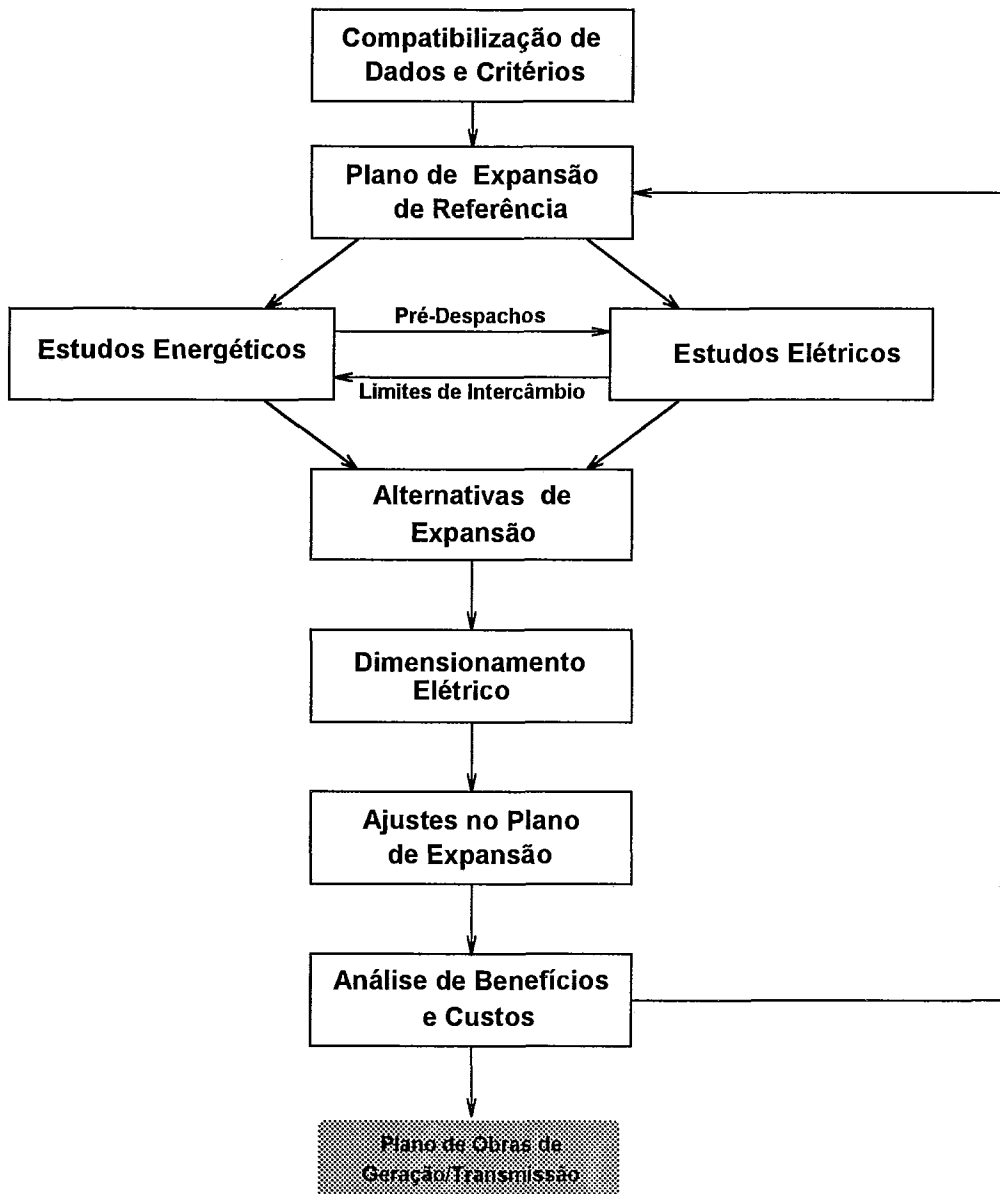 Compatibilização de
Dados e Critérios
Plano de Expansão
de Referência
Pré-Despachos
Estudos Energéticos
Estudos Elétricos
Limites de Intercâmbio
Alternativas de
Expansão
Dimensionamento
Elétrico
Ajustes no Plano
de Expansão
Análise de Benefícios
e Custos
Plano de Obras de
Geração/Transmissão